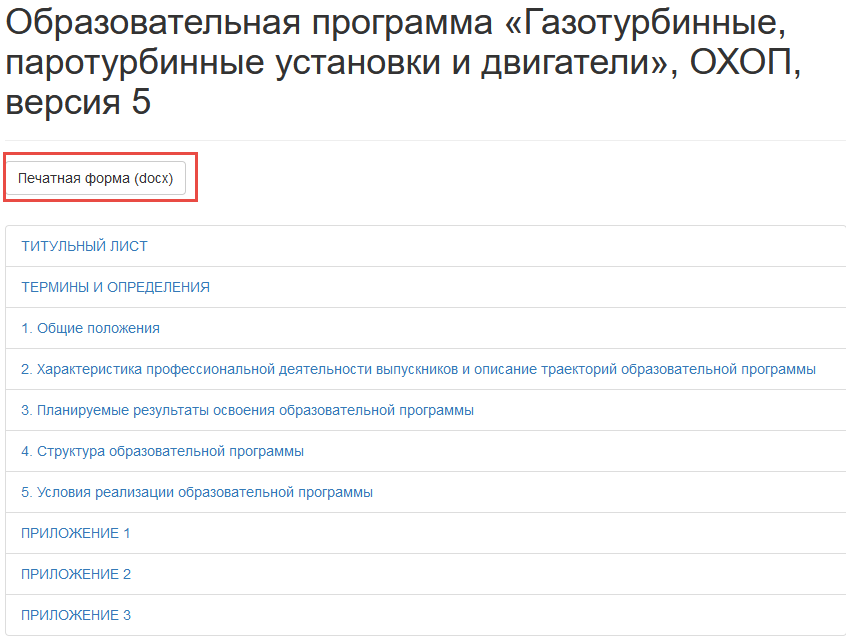 Образовательная программа «Газотурбинные,
паротурбинные установки и двигатели», ОХОП,
версия 5
Печатная форма (docx)
ТИТУЛЬНЫЙ ЛИСТ
ТЕРМИНЫ И ОПРЕДЕЛЕНИЯ
1. Общие положения
2. Характеристика профессиональной деятельности выпускников и описание траекторий образовательной программы
3. Планируемые результаты освоения образовательной программы
4. Структура образовательной программы
5. Условия реализации образовательной программы
ПРИЛОЖЕНИЕ 1
ПРИЛОЖЕНИЕ 2
ПРИЛОЖЕНИЕ 3